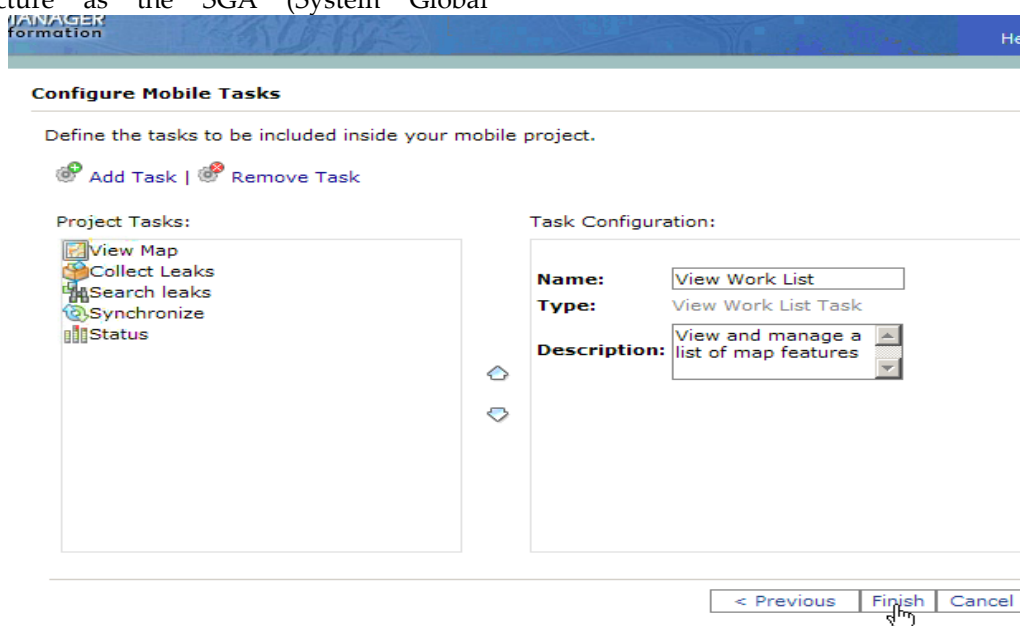 as the SGA (System Global
MANAGER
formation
Configure Mobile Tasks
Define the tasks to be included inside your mobile project.
Add Task | Remove Task
Project Tasks:
View Map
Collect Leaks
Search leaks
Synchronize
Status
Task Configuration:
Name: View Work List
Type: View Work List Task
Description: View and manage a
list of map features
< Previous Finish Cancel